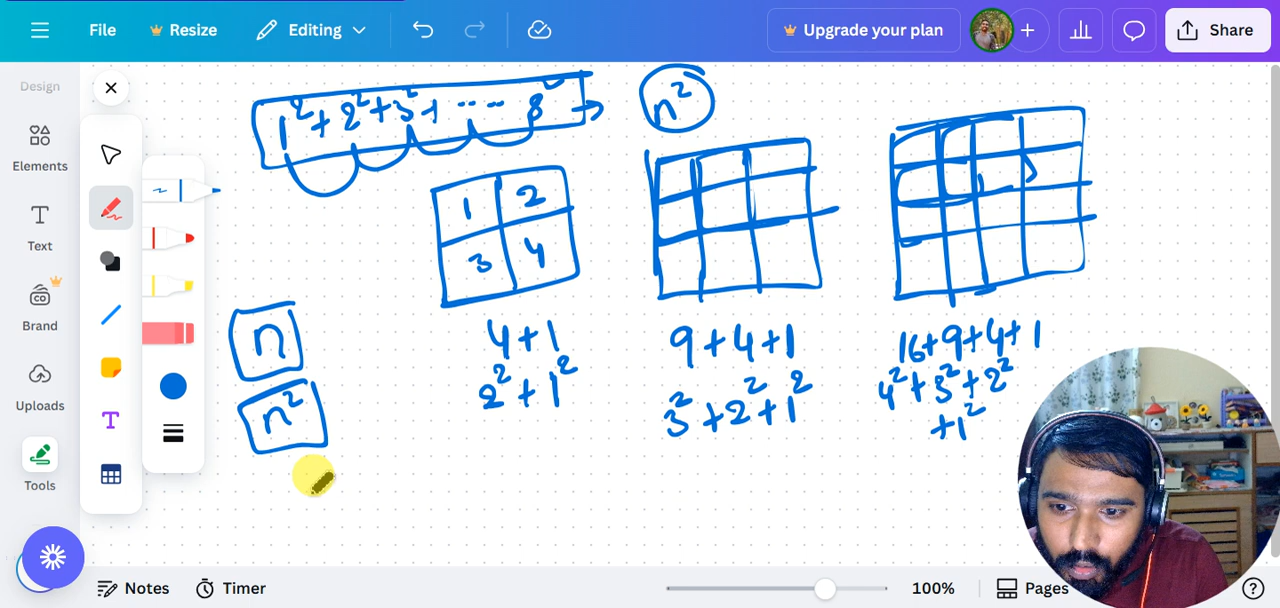 File Resize Editing Upgrade your plan Share
Design
Elements
Text
Brand
Uploads
Tools
1² + 2² + 3² + ..... 8² →
n²
1 2
3 4
n
n²
4+1
2² + 1²
9+4+1
3² + 2² + 1²
16+9+4+1
4² + 3² + 2²
+1²
Notes Timer 100% Pages